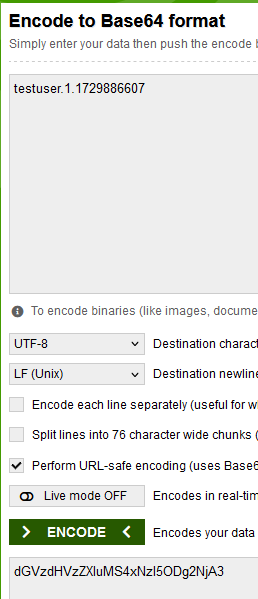 Encode to Base64 format
Simply enter your data then push the encode b
testuser.1.1729886607
To encode binaries (like images, docume
UTF-8 Destination charact
LF (Unix) Destination newline
Encode each line separately (useful for w
Split lines into 76 character wide chunks (
Perform URL-safe encoding (uses Base6
Live mode OFF Encodes in real-tim
ENCODE Encodes your data
dGVzdHVzZXIuMS4xNzI5ODg2NjA3